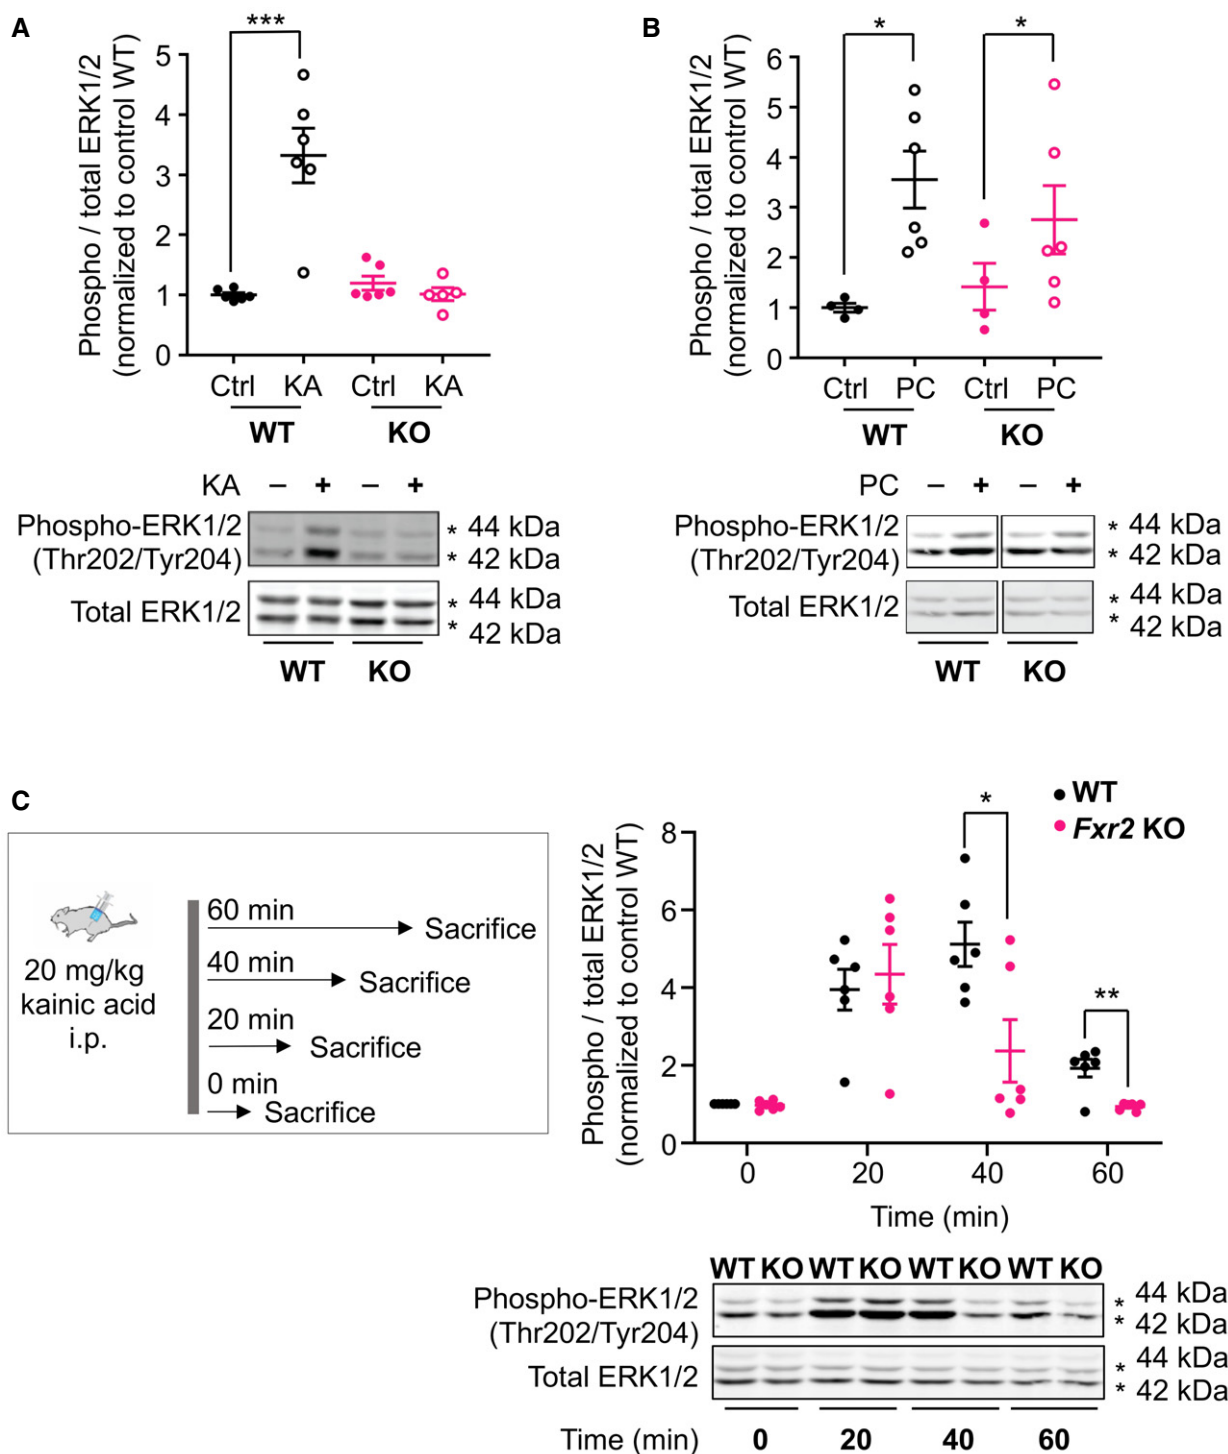 A
***
Phospho / total ERK1/2
(normalized to control WT)
5
4
3
2
1
0
Ctrl KA Ctrl KA
WT KO
KA – + – +
Phospho-ERK1/2
(Thr202/Tyr204)
* 44 kDa
* 42 kDa
Total ERK1/2
* 44 kDa
* 42 kDa
WT KO
B
* *
Phospho / total ERK1/2
(normalized to control WT)
6
5
4
3
2
1
0
Ctrl PC Ctrl PC
WT KO
PC – + – +
Phospho-ERK1/2
(Thr202/Tyr204)
* 44 kDa
* 42 kDa
Total ERK1/2
* 44 kDa
* 42 kDa
WT KO
C
20 mg/kg
kainic acid
i.p.
60 min
Sacrifice
40 min
Sacrifice
20 min
Sacrifice
0 min
Sacrifice
WT
Fxr2 KO
*
**
Phospho / total ERK1/2
(normalized to control WT)
8
6
4
2
0
0 20 40 60
Time (min)
WT KO WT KO WT KO WT KO
Phospho-ERK1/2
(Thr202/Tyr204)
* 44 kDa
* 42 kDa
Total ERK1/2
* 44 kDa
* 42 kDa
Time (min) 0 20 40 60